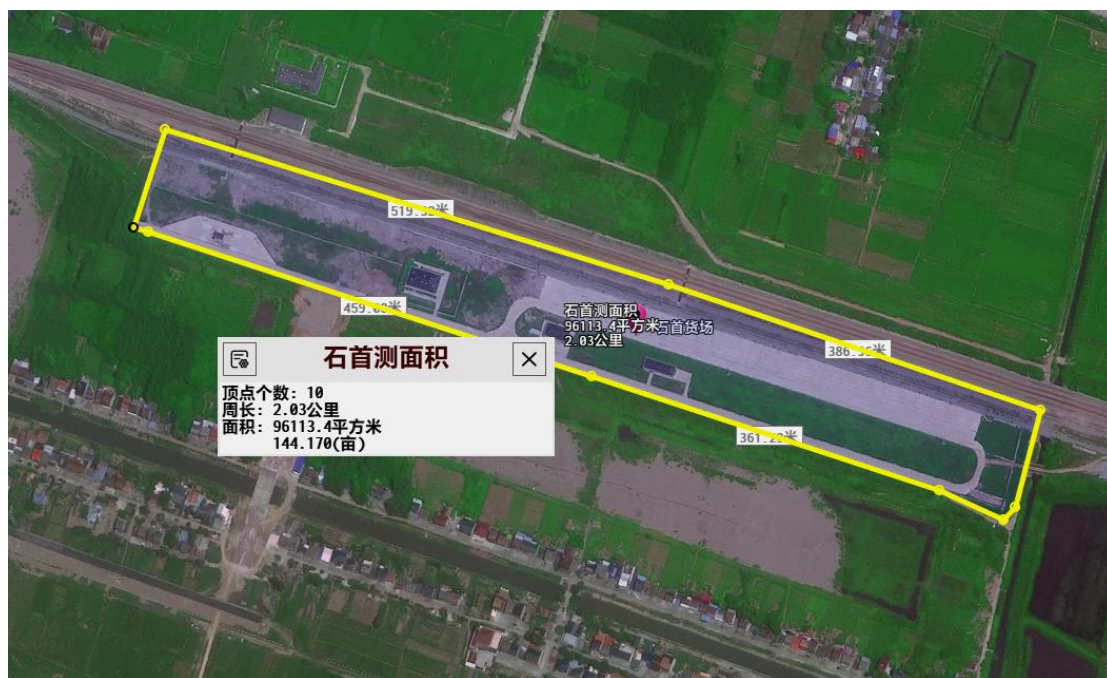 石首测面积
96113.4平方米
2.03公里
石首货场
石首测面积
顶点个数: 10
周长: 2.03公里
面积: 96113.4平方米
144.170(亩)